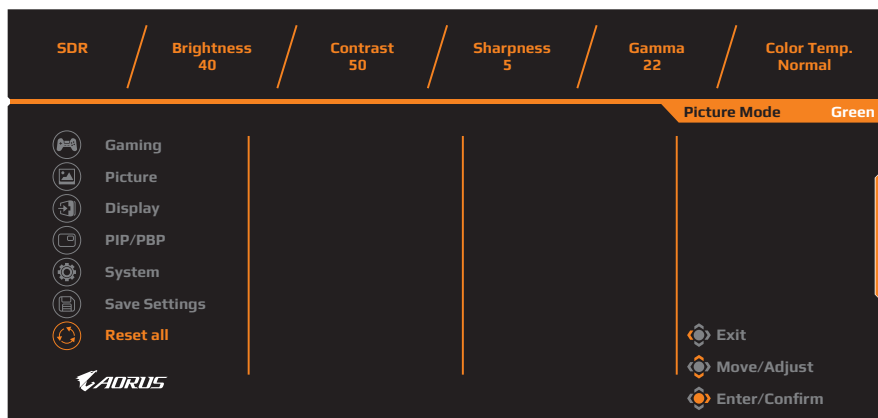 SDR
Brightness
40
Contrast
50
Sharpness
5
Gamma
22
Color Temp.
Normal
Picture Mode Green
Gaming
Picture
Display
PIP/PBP
System
Save Settings
Reset all
Exit
Move/Adjust
Enter/Confirm
AORUS